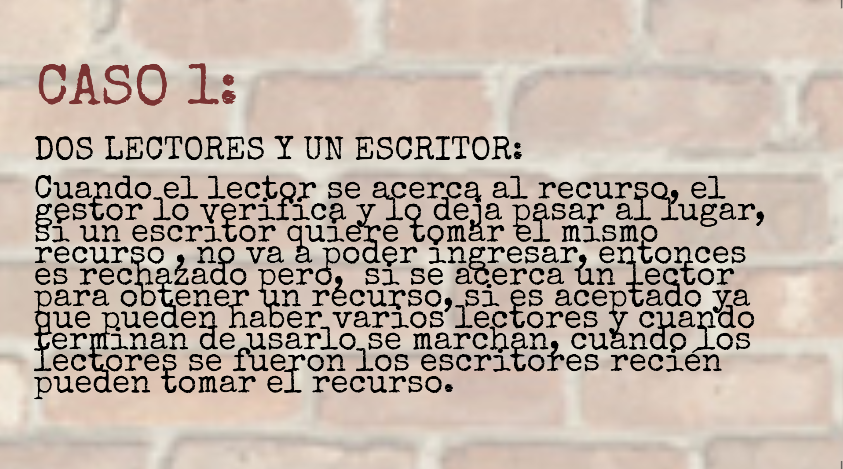 CASO 1:
DOS LECTORES Y UN ESCRITOR:
Cuando el lector se acerca al recurso, el
gestor lo verifica y lo deja pasar al lugar,
si un escritor quiere tomar el mismo
recurso , no va a poder ingresar, entonces
es rechazado pero, si se acerca un lector
para obtener un recurso, si es aceptado ya
que pueden haber varios lectores y cuando
terminan de usarlo se marchan, cuando los
lectores se fueron los escritores recién
pueden tomar el recurso.